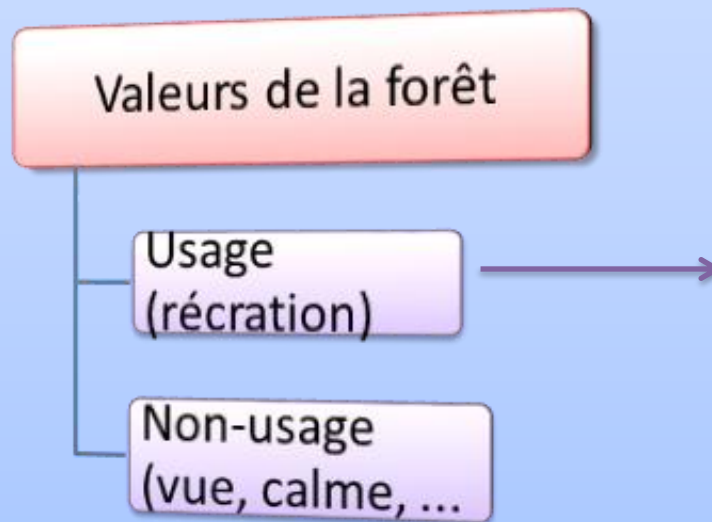 Valeurs de la forêt
Usage
(récration)
Non-usage
(vue, calme, ...